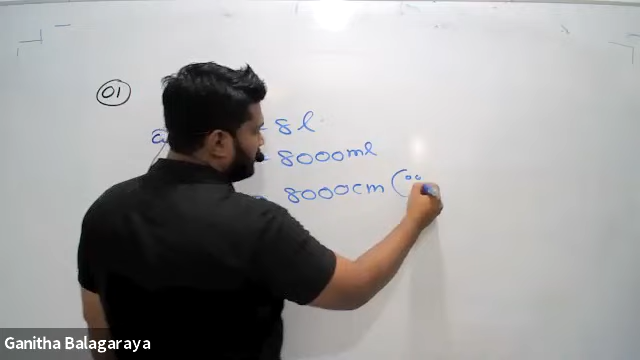 01
= 8l
= 8000ml
= 8000cm (∵
Ganitha Balagaraya